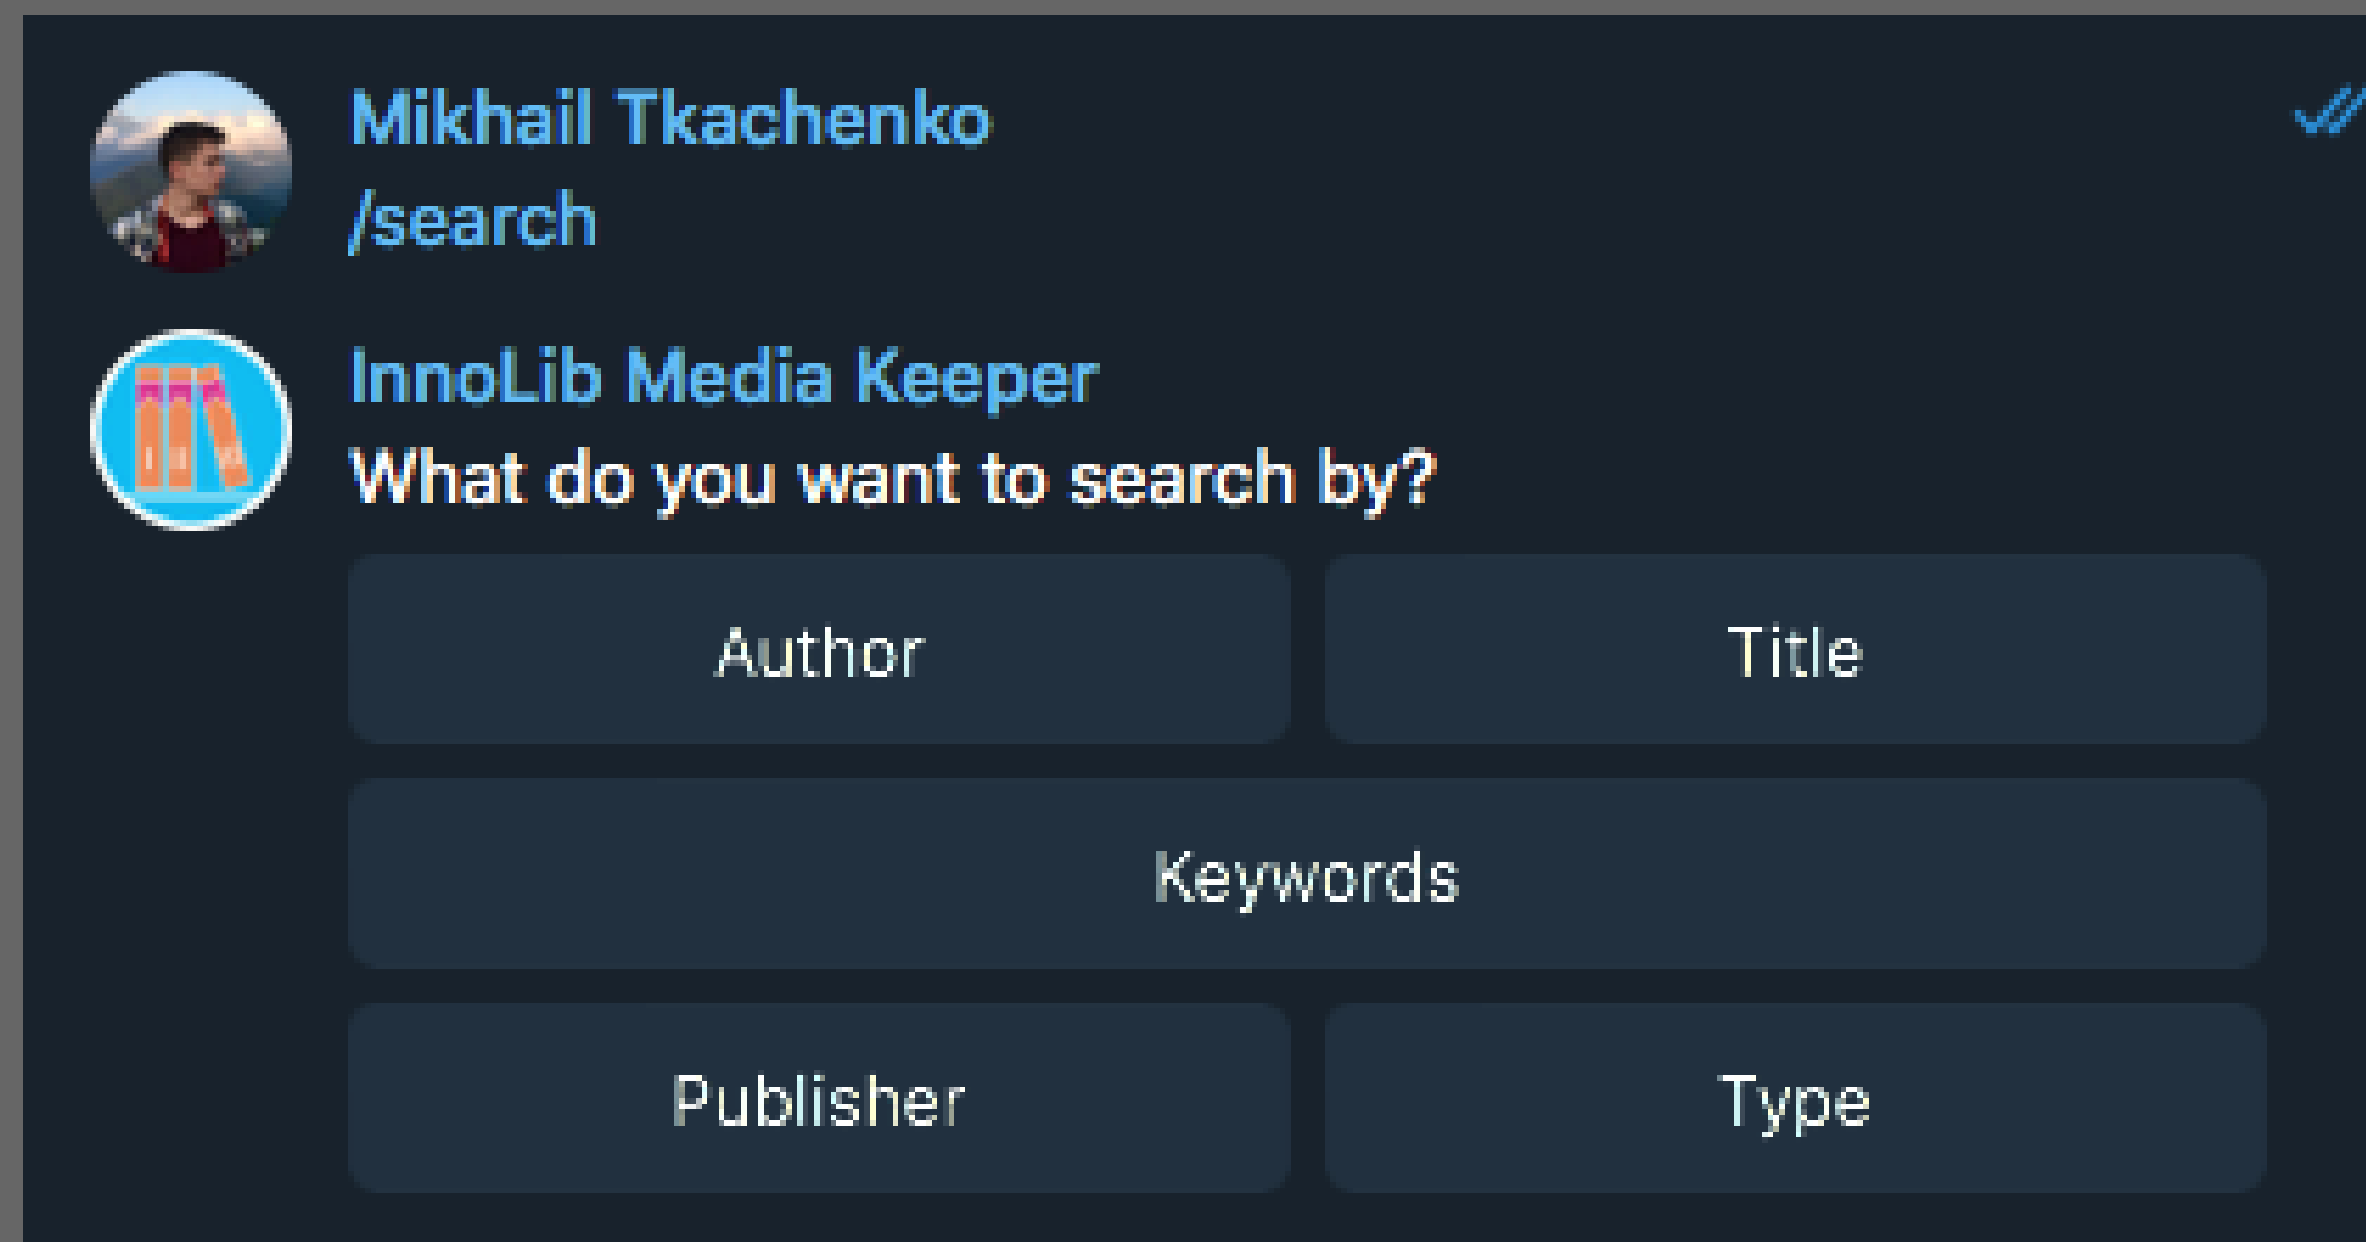 Mikhail Tkachenko
/search
InnoLib Media Keeper
What do you want to search by?
Author
Title
Keywords
Publisher
Type